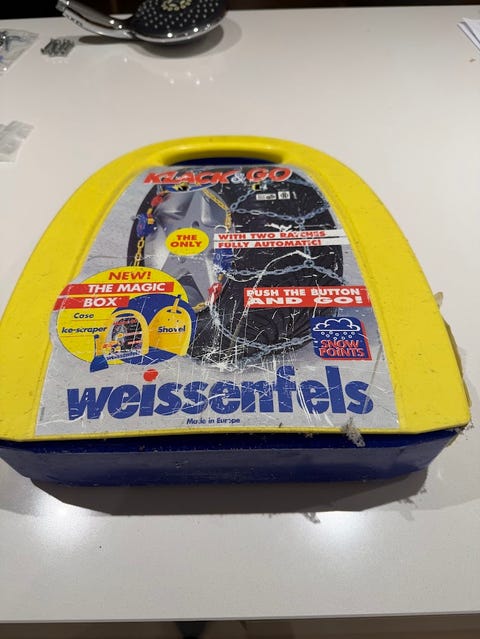 KLACK & GO
THE
ONLY
WITH TWO RATCHES
FULLY AUTOMATIC!
NEW!
THE MAGIC
BOX
Case
Ice-scraper
Shovel
PUSH THE BUTTON
AND GO!
SNOW
POINTS
weissenfels
Made in Europe